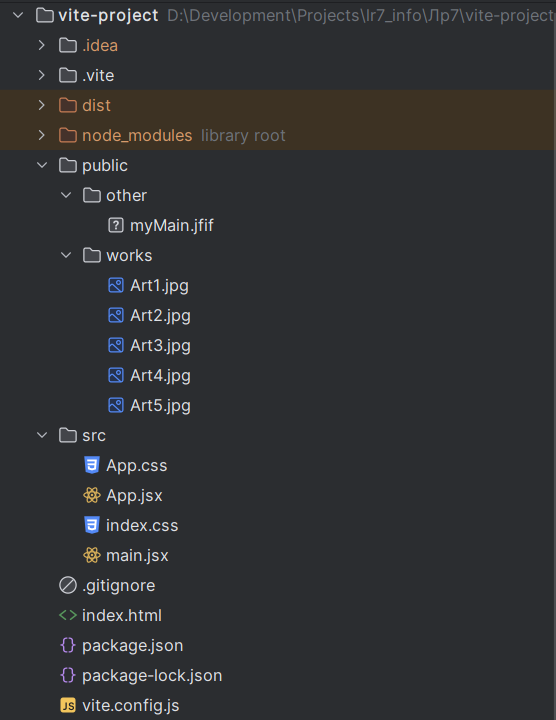 vite-project D:\Development\Projects\lr7_info\Лр7\vite-project
.idea
.vite
dist
node_modules library root
public
other
myMain.jfif
works
Art1.jpg
Art2.jpg
Art3.jpg
Art4.jpg
Art5.jpg
src
App.css
App.jsx
index.css
main.jsx
.gitignore
index.html
package.json
package-lock.json
JS vite.config.js